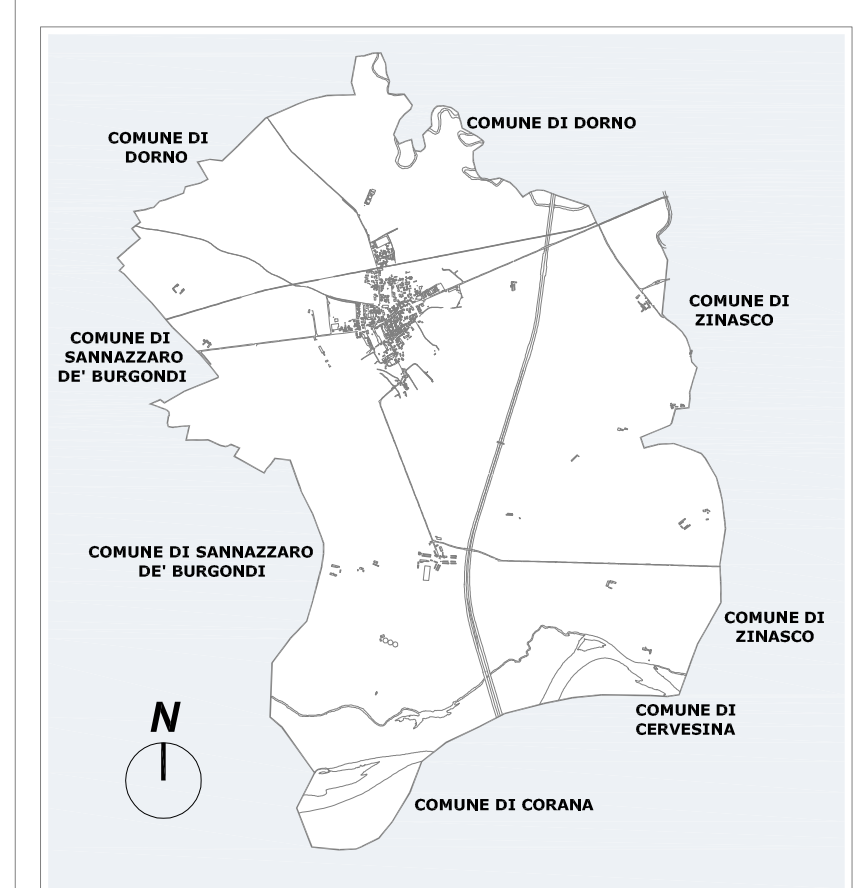 COMUNE DI DORNO
COMUNE DI
DORNO
COMUNE DI
ZINASCO
COMUNE DI
SANNAZZARO
DE' BURGONDI
COMUNE DI SANNAZZARO
DE' BURGONDI
COMUNE DI
ZINASCO
N
COMUNE DI
CERVESINA
COMUNE DI CORANA